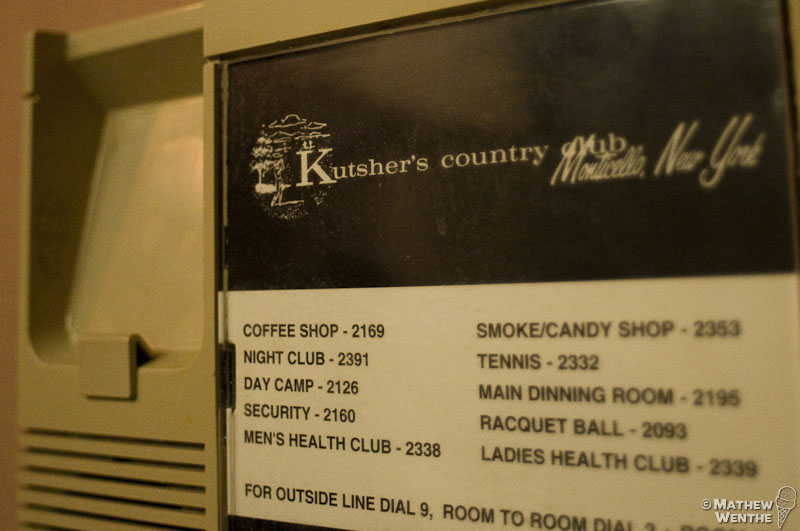 Kutsher's country club
Monticello, New York
COFFEE SHOP - 2169
NIGHT CLUB - 2391
DAY CAMP - 2126
SECURITY - 2160
MEN'S HEALTH CLUB - 2338
SMOKE/CANDY SHOP - 2353
TENNIS - 2332
MAIN DINNING ROOM - 2195
RACQUET BALL - 2093
LADIES HEALTH CLUB - 2339
FOR OUTSIDE LINE DIAL 9, ROOM TO ROOM DIAL
© MATHEW
WENTHE